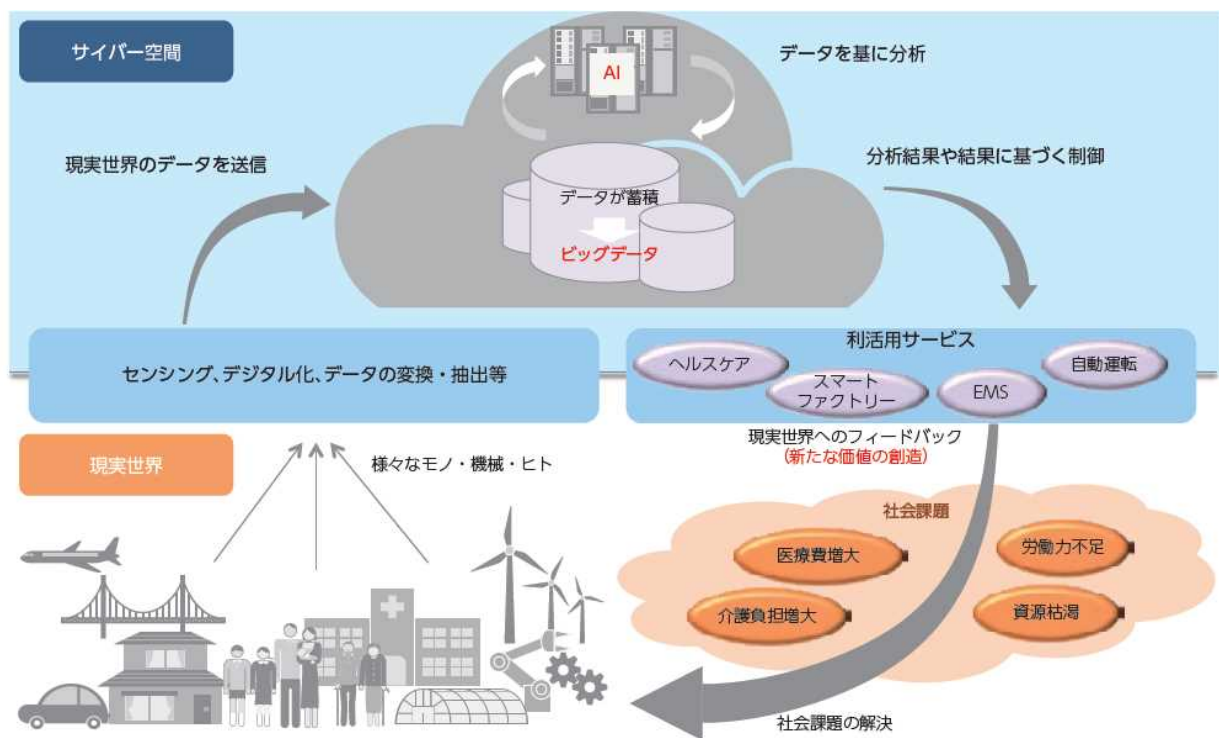 サイバー空間
AI
データを基に分析
現実世界のデータを送信
分析結果や結果に基づく制御
データが蓄積
ビッグデータ
センシング、デジタル化、データの変換・抽出等
利活用サービス
ヘルスケア
スマート
ファクトリー
EMS
自動運転
現実世界
様々なモノ・機械・ヒト
現実世界へのフィードバック
（新たな価値の創造）
社会課題
医療費増大
労働力不足
介護負担増大
資源枯渇
社会課題の解決